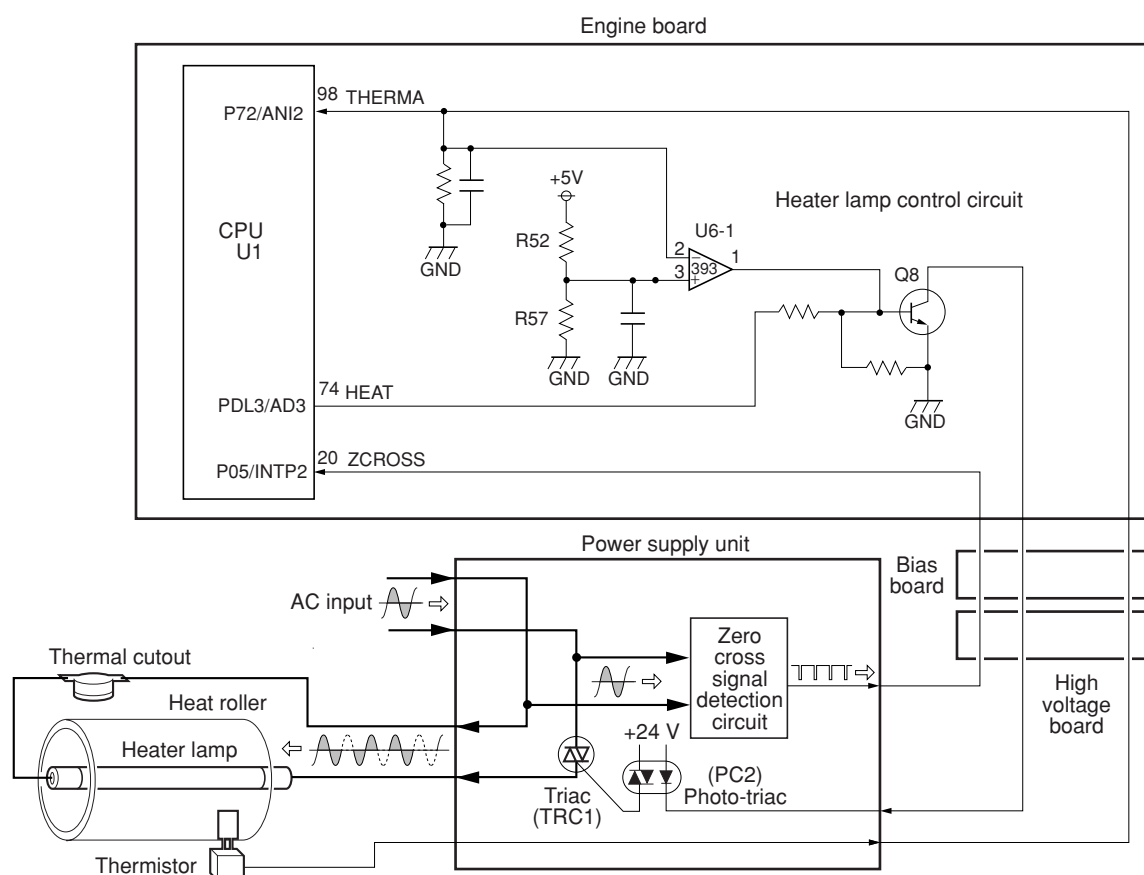 Engine board
98 THERMA
P72/ANI2
+5V
Heater lamp control circuit
CPU
U1
U6-1
R52
2
−
393
1
3
+
Q8
GND
R57
GND
GND
74 HEAT
PDL3/AD3
GND
20 ZCROSS
P05/INTP2
Power supply unit
Bias
board
AC input
Zero
cross
signal
detection
circuit
Thermal cutout
Heat roller
High
voltage
board
Heater lamp
+24 V
(PC2)
Photo-triac
Triac
(TRC1)
Thermistor